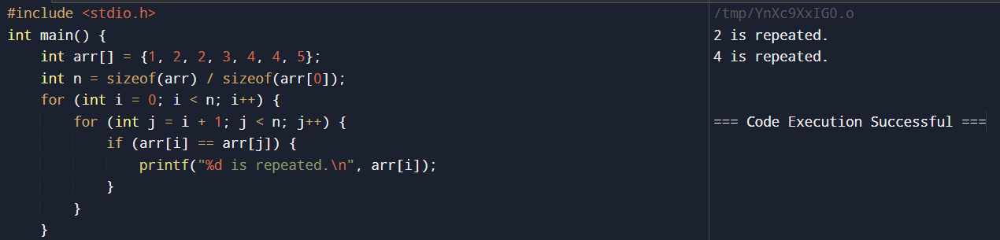 #include <stdio.h>
int main() {
    int arr[] = {1, 2, 2, 3, 4, 4, 5};
    int n = sizeof(arr) / sizeof(arr[0]);
    for (int i = 0; i < n; i++) {
        for (int j = i + 1; j < n; j++) {
            if (arr[i] == arr[j]) {
                printf("%d is repeated.\n", arr[i]);
            }
        }
    }
/tmp/YnXc9XxIGO.o
2 is repeated.
4 is repeated.
=== Code Execution Successful ===